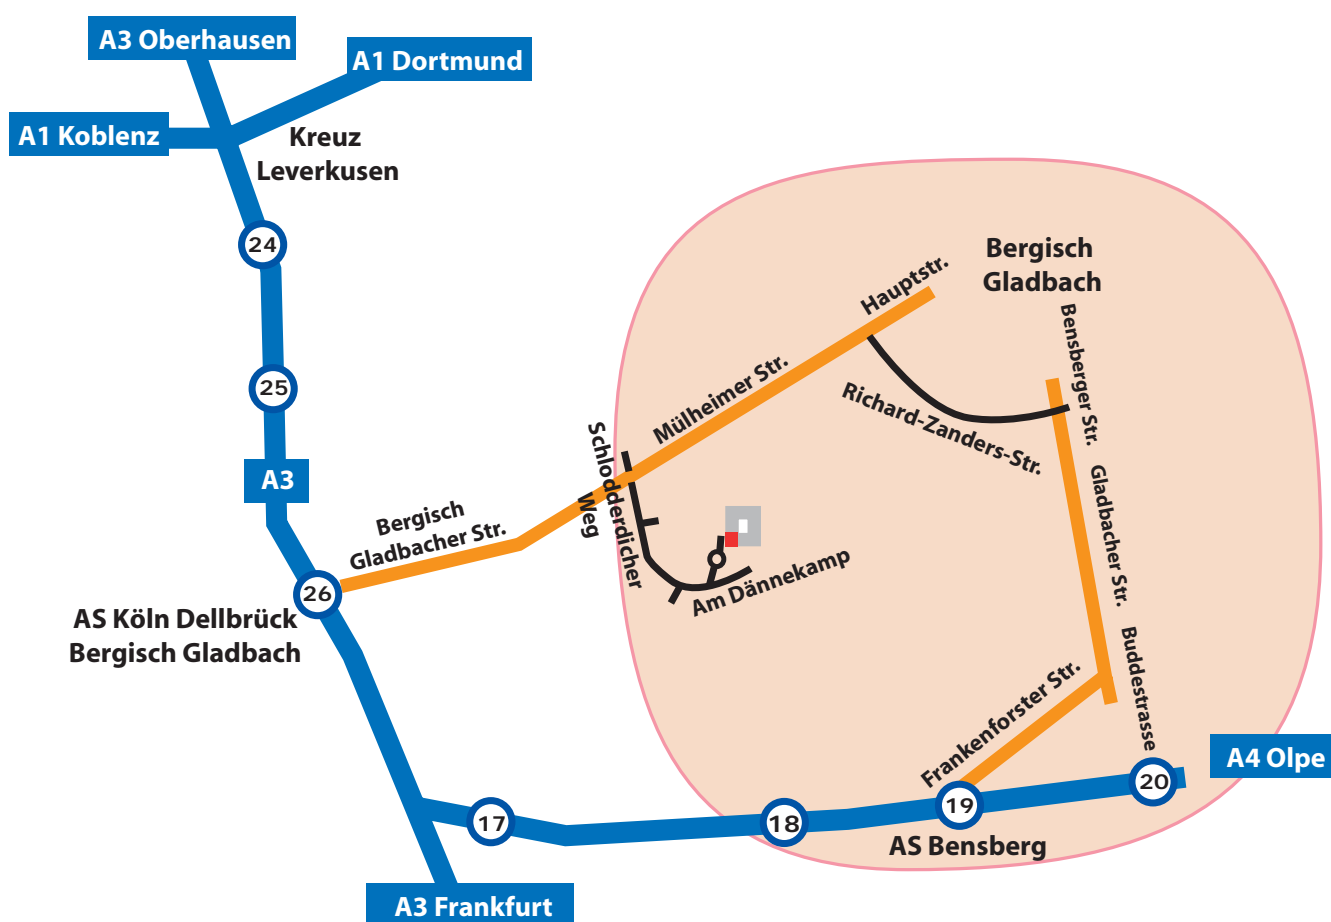 A3 Oberhausen
A1 Dortmund
A1 Koblenz
Kreuz
Leverkusen
24
25
A3
Bergisch
Gladbacher Str.
26
AS Köln Dellbrück
Bergisch Gladbach
Schlodderdicher
Weg
Mülheimer Str.
Hauptstr.
Bergisch
Gladbach
Richard-Zanders-Str.
Bensberger Str.
Gladbacher Str.
Buddestrasse
Am Dännekamp
Frankenforster Str.
A4 Olpe
17
18
19
20
AS Bensberg
A3 Frankfurt